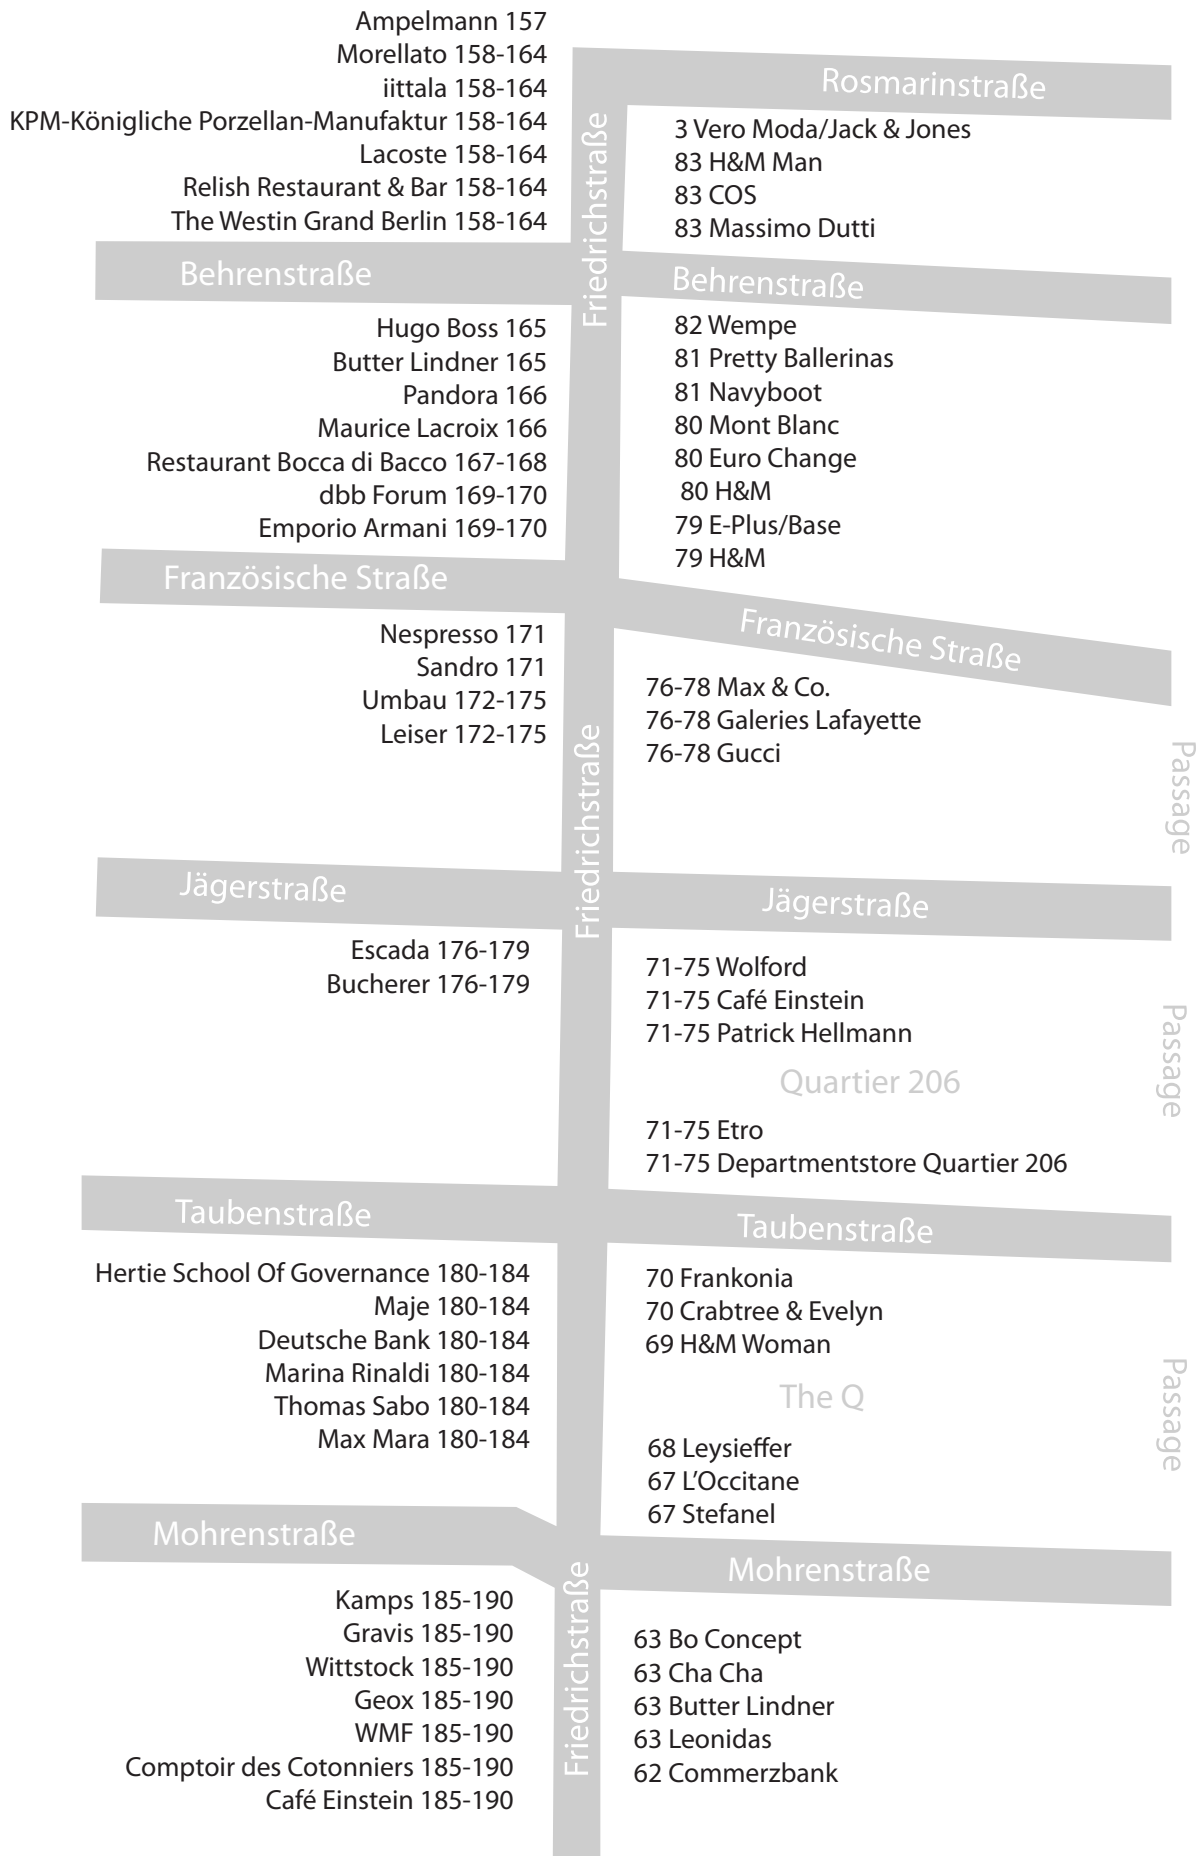 Ampelmann 157
Morellato 158-164
iittala 158-164
KPM-Königliche Porzellan-Manufaktur 158-164
Lacoste 158-164
Relish Restaurant & Bar 158-164
The Westin Grand Berlin 158-164
Rosmarinstraße
3 Vero Moda/Jack & Jones
83 H&M Man
83 COS
83 Massimo Dutti
Friedrichstraße
Behrenstraße
Behrenstraße
Hugo Boss 165
Butter Lindner 165
Pandora 166
Maurice Lacroix 166
Restaurant Bocca di Bacco 167-168
dbb Forum 169-170
Emporio Armani 169-170
82 Wempe
81 Pretty Ballerinas
81 Navyboot
80 Mont Blanc
80 Euro Change
80 H&M
79 E-Plus/Base
79 H&M
Französische Straße
Französische Straße
Nespresso 171
Sandro 171
Umbau 172-175
Leiser 172-175
76-78 Max & Co.
76-78 Galeries Lafayette
76-78 Gucci
Passage
Friedrichstraße
Jägerstraße
Jägerstraße
Escada 176-179
Bucherer 176-179
71-75 Wolford
71-75 Café Einstein
71-75 Patrick Hellmann
Quartier 206
71-75 Etro
71-75 Departmentstore Quartier 206
Passage
Taubenstraße
Taubenstraße
Hertie School Of Governance 180-184
Maje 180-184
Deutsche Bank 180-184
Marina Rinaldi 180-184
Thomas Sabo 180-184
Max Mara 180-184
70 Frankonia
70 Crabtree & Evelyn
69 H&M Woman
The Q
68 Leysieffer
67 L’Occitane
67 Stefanel
Passage
Mohrenstraße
Mohrenstraße
Kamps 185-190
Gravis 185-190
Wittstock 185-190
Geox 185-190
WMF 185-190
Comptoir des Cotonniers 185-190
Café Einstein 185-190
Friedrichstraße
63 Bo Concept
63 Cha Cha
63 Butter Lindner
63 Leonidas
62 Commerzbank